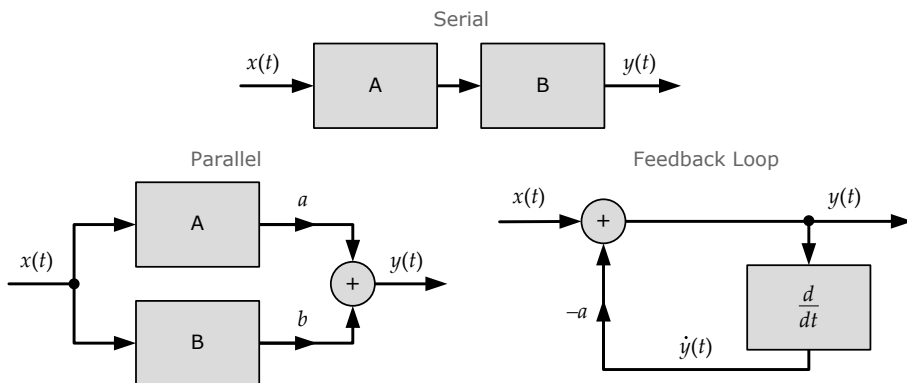 Serial
x(t)
A
B
y(t)
Parallel
A
a
x(t)
+
y(t)
B
b
Feedback Loop
x(t)
+
y(t)
d
dt
−a
ẏ(t)